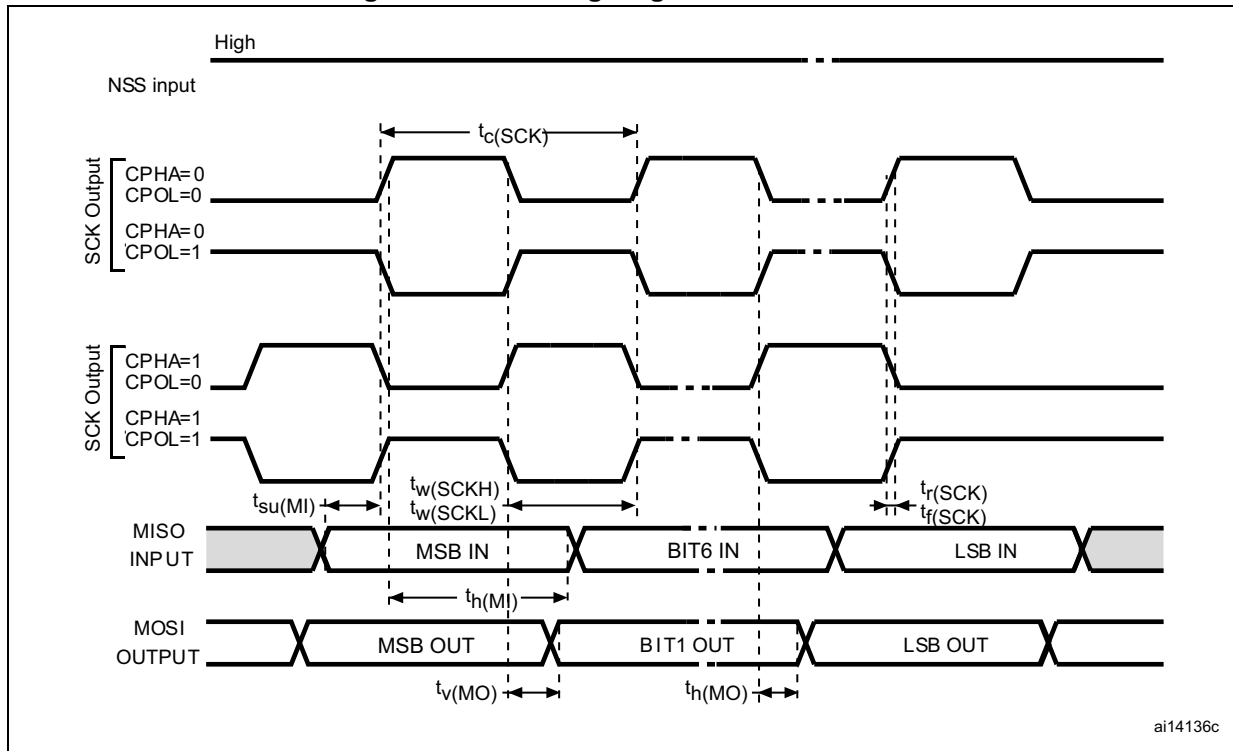 High
NSS input
tc(SCK)
SCK Output
CPHA=0
CPOL=0
CPHA=0
CPOL=1
SCK Output
CPHA=1
CPOL=0
CPHA=1
CPOL=1
tsu(MI)
tw(SCKH)
tw(SCKL)
tr(SCK)
tf(SCK)
MISO
INPUT
MSB IN
BIT6 IN
LSB IN
th(MI)
MOSI
OUTPUT
MSB OUT
BIT1 OUT
LSB OUT
tv(MO)
th(MO)
ai14136c